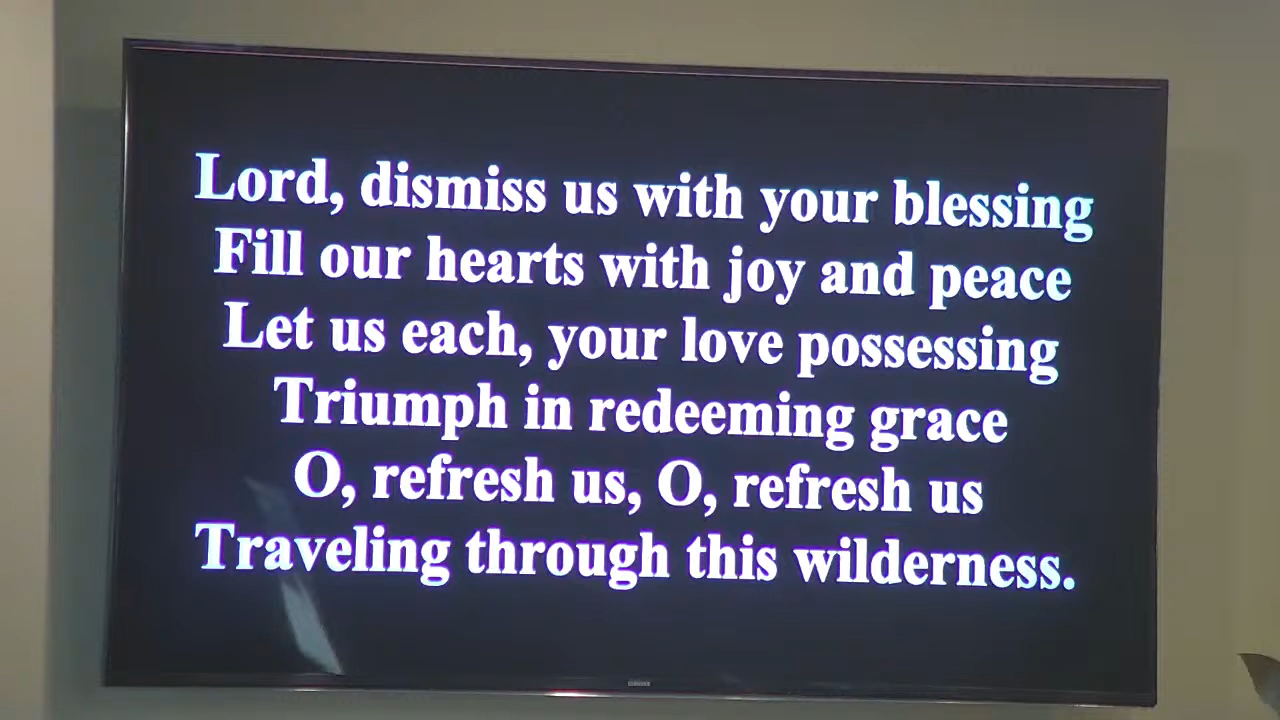 Lord, dismiss us with your blessing
Fill our hearts with joy and peace
Let us each, your love possessing
Triumph in redeeming grace
O, refresh us, O, refresh us
Traveling through this wilderness.